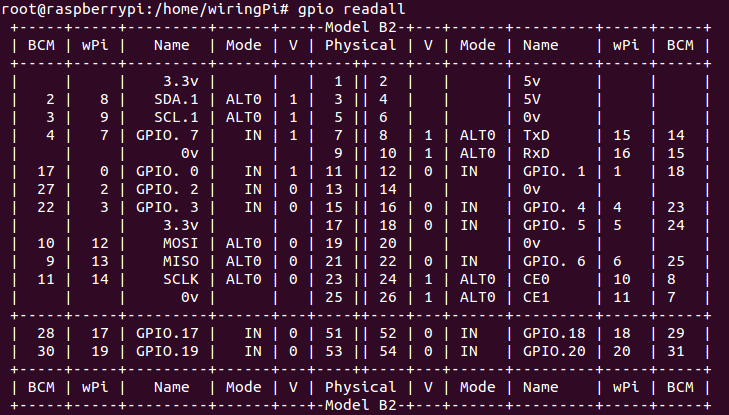 root@raspberrypi:/home/wiringPi# gpio readall
 +-----+-----+---------+------+---+-Model B2-+---+------+---------+-----+-----+
 | BCM | wPi |   Name  | Mode | V | Physical | V | Mode | Name    | wPi | BCM |
 +-----+-----+---------+------+---+----++----+---+------+---------+-----+-----+
 |     |     |    3.3v |      |   |  1 || 2  |   |      | 5v      |     |     |
 |   2 |   8 |   SDA.1 | ALT0 | 1 |  3 || 4  |   |      | 5V      |     |     |
 |   3 |   9 |   SCL.1 | ALT0 | 1 |  5 || 6  |   |      | 0v      |     |     |
 |   4 |   7 | GPIO. 7 |   IN | 1 |  7 || 8  | 1 | ALT0 | TxD     | 15  | 14  |
 |     |     |      0v |      |   |  9 || 10 | 1 | ALT0 | RxD     | 16  | 15  |
 |  17 |   0 | GPIO. 0 |   IN | 1 | 11 || 12 | 0 | IN   | GPIO. 1 | 1   | 18  |
 |  27 |   2 | GPIO. 2 |   IN | 0 | 13 || 14 |   |      | 0v      |     |     |
 |  22 |   3 | GPIO. 3 |   IN | 0 | 15 || 16 | 0 | IN   | GPIO. 4 | 4   | 23  |
 |     |     |    3.3v |      |   | 17 || 18 | 0 | IN   | GPIO. 5 | 5   | 24  |
 |  10 |  12 |    MOSI | ALT0 | 0 | 19 || 20 |   |      | 0v      |     |     |
 |   9 |  13 |    MISO | ALT0 | 0 | 21 || 22 | 0 | IN   | GPIO. 6 | 6   | 25  |
 |  11 |  14 |    SCLK | ALT0 | 0 | 23 || 24 | 1 | ALT0 | CE0     | 10  | 8   |
 |     |     |      0v |      |   | 25 || 26 | 1 | ALT0 | CE1     | 11  | 7   |
 +-----+-----+---------+------+---+----++----+---+------+---------+-----+-----+
 |  28 |  17 | GPIO.17 |   IN | 0 | 51 || 52 | 0 | IN   | GPIO.18 | 18  | 29  |
 |  30 |  19 | GPIO.19 |   IN | 0 | 53 || 54 | 0 | IN   | GPIO.20 | 20  | 31  |
 +-----+-----+---------+------+---+----++----+---+------+---------+-----+-----+
 | BCM | wPi |   Name  | Mode | V | Physical | V | Mode | Name    | wPi | BCM |
 +-----+-----+---------+------+---+-Model B2-+---+------+---------+-----+-----+